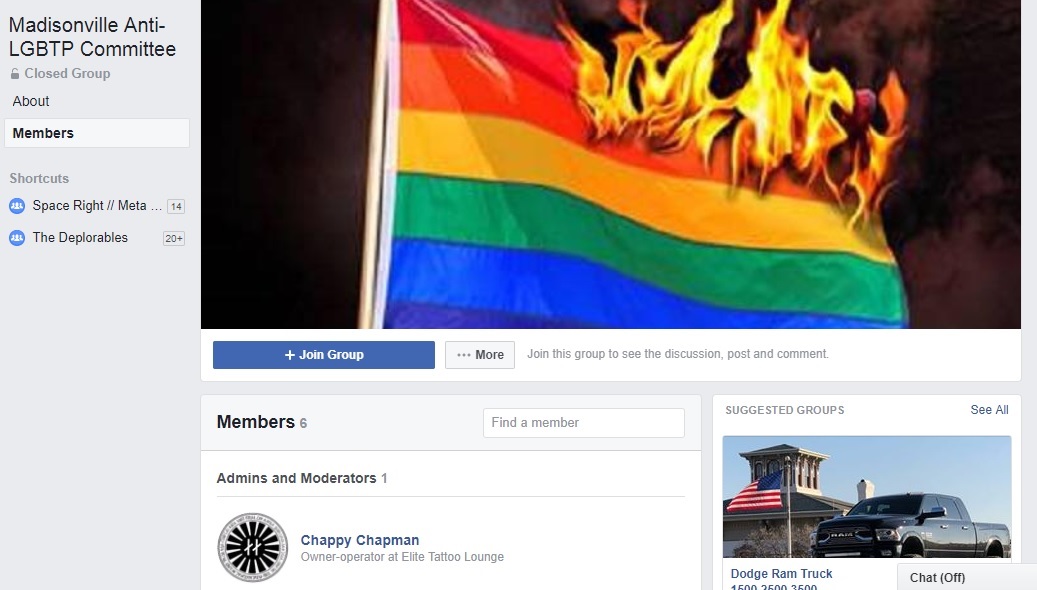 Madisonville Anti-
LGBTP Committee
Closed Group
About
Members
Shortcuts
Space Right // Meta ... 14
The Deplorables 20+
+ Join Group
••• More
Join this group to see the discussion, post and comment.
Members 6
Find a member
Admins and Moderators 1
Chappy Chapman
Owner-operator at Elite Tattoo Lounge
SUGGESTED GROUPS
See All
RAM
Dodge Ram Truck
1500 2500 3500
Chat (Off)